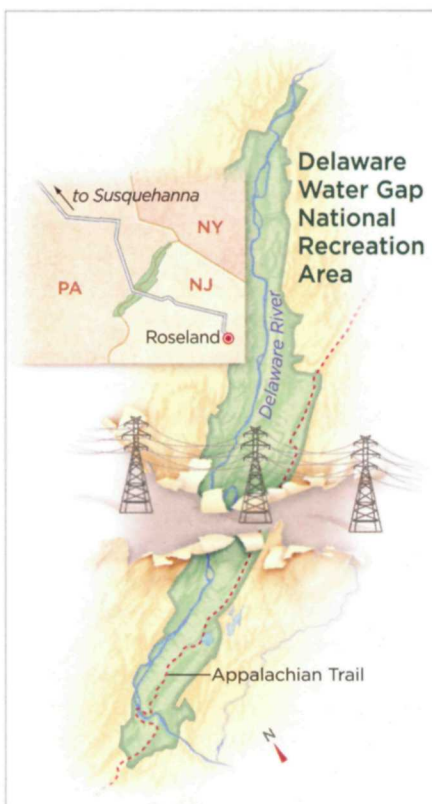 Delaware
Water Gap
National
Recreation
Area
to Susquehanna
NY
PA
NJ
Roseland
Delaware River
Appalachian Trail
N